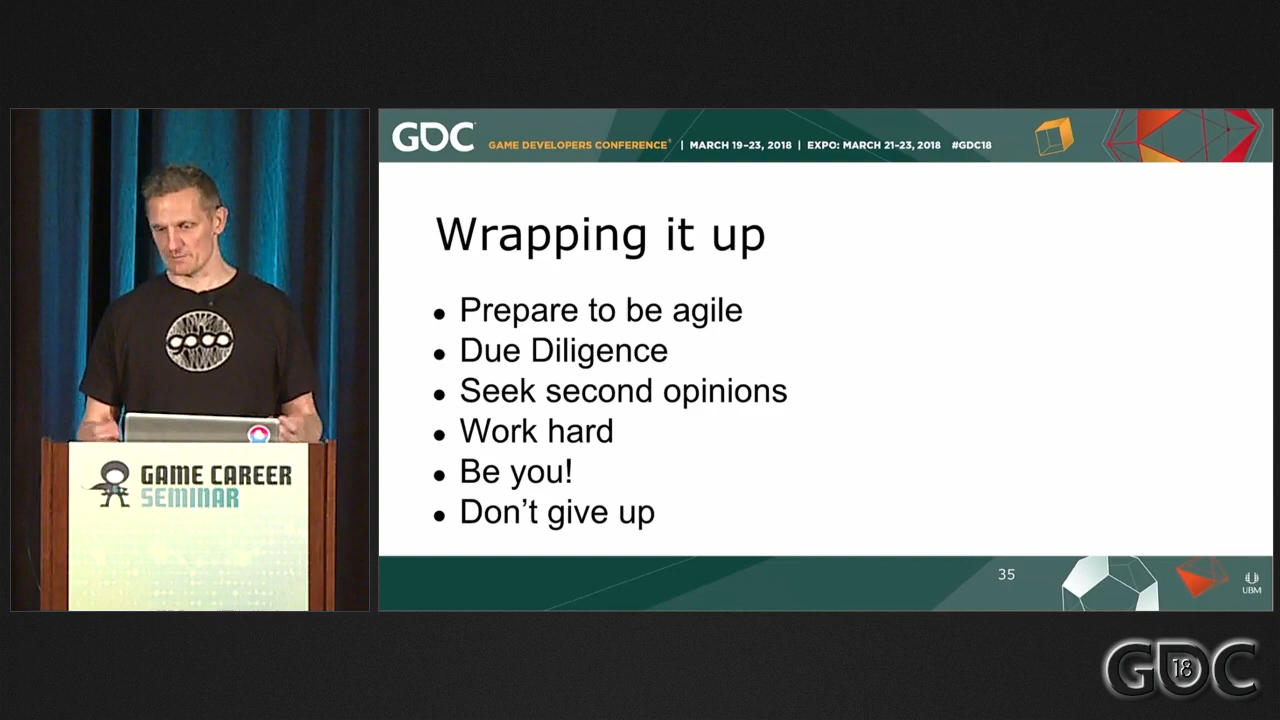 GDC
GAME DEVELOPERS CONFERENCE® | MARCH 19–23, 2018 | EXPO: MARCH 21–23, 2018 #GDC18
Wrapping it up
• Prepare to be agile
• Due Diligence
• Seek second opinions
• Work hard
• Be you!
• Don’t give up
GAME CAREER
SEMINAR
35
UBM
GDC
18